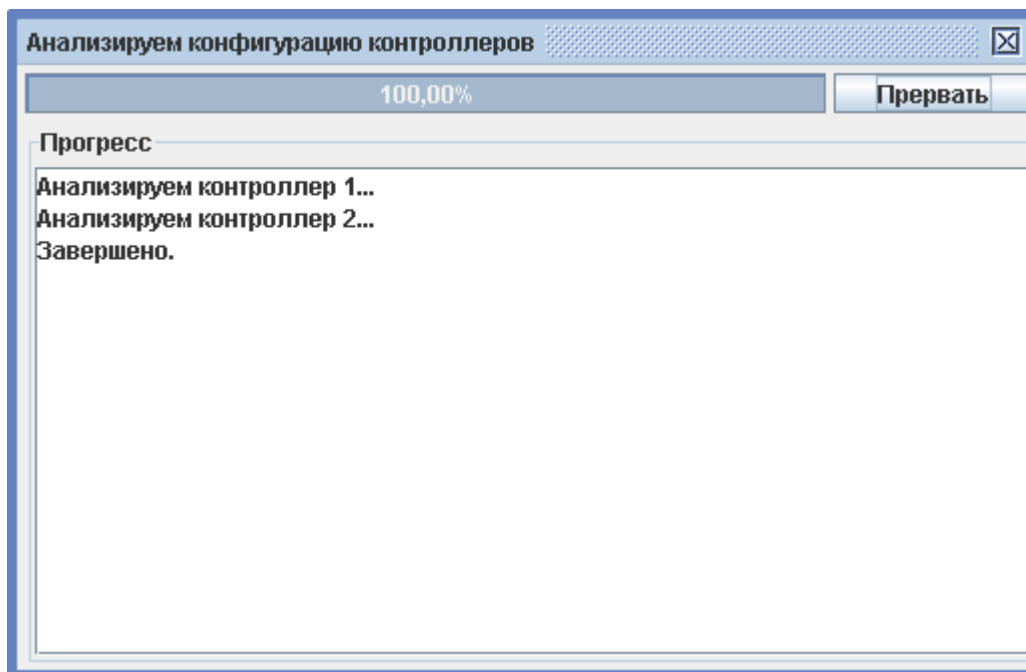 Анализируем конфигурацию контроллеров
100,00%
Прервать
Прогресс
Анализируем контроллер 1...
Анализируем контроллер 2...
Завершено.